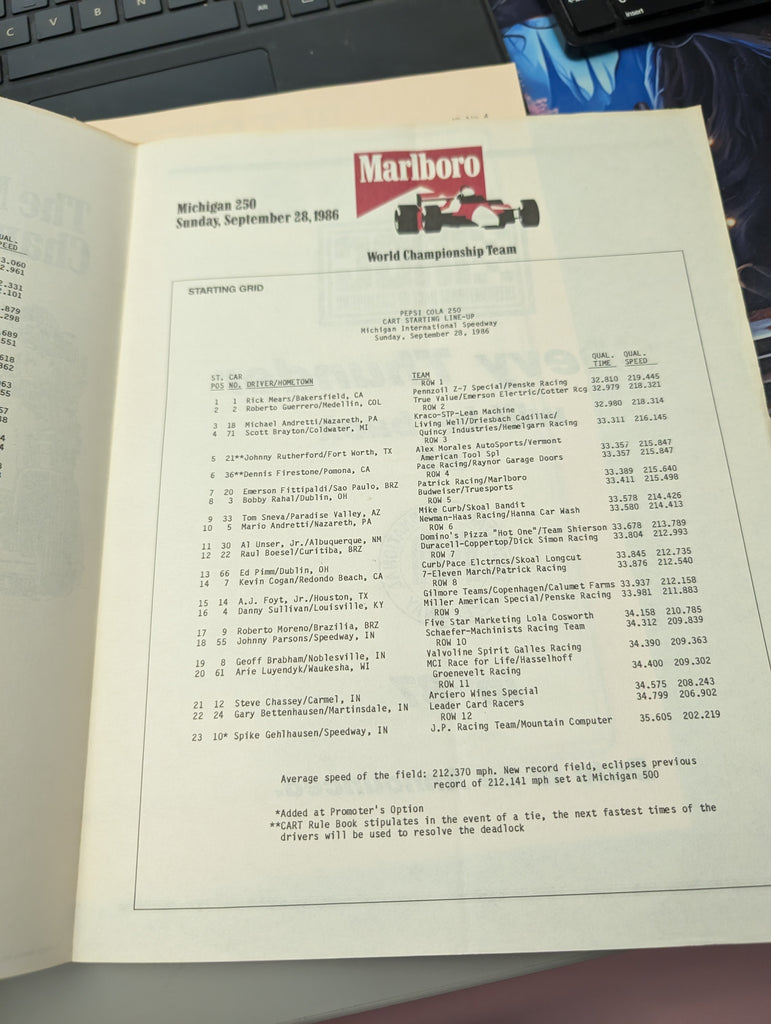 C
V
B
N
M
Alt
Insert
UAL.
PEED
3.060
2.961
.331
.101
.879
.298
689
551
618
362
Michigan 250
Sunday, September 28, 1986
Marlboro
World Championship Team
STARTING GRID
PEPSI COLA 250
CART STARTING LINE-UP
Michigan International Speedway
Sunday, September 28, 1986
ST. CAR TEAM QUAL. QUAL.
POS NO. DRIVER/HOMETOWN TIME SPEED
ROW 1
1 1 Rick Mears/Bakersfield, CA Pennzoil Z-7 Special/Penske Racing 32.810 219.445
2 2 Roberto Guerrero/Medellin, COL True Value/Emerson Electric/Cotter Rcg 32.979 218.321
ROW 2
3 18 Michael Andretti/Nazareth, PA Kraco-STP-Lean Machine 32.980 218.314
4 71 Scott Brayton/Coldwater, MI Living Well/Driesbach Cadillac/
Quincy Industries/Hemelgarn Racing 33.311 216.145
ROW 3
5 21**Johnny Rutherford/Fort Worth, TX Alex Morales AutoSports/Vermont
American Tool Spl 33.357 215.847
6 36**Dennis Firestone/Pomona, CA Pace Racing/Raynor Garage Doors 33.357 215.847
ROW 4
7 20 Emerson Fittipaldi/Sao Paulo, BRZ Patrick Racing/Marlboro 33.389 215.640
8 3 Bobby Rahal/Dublin, OH Budweiser/Truesports 33.411 215.498
ROW 5
9 33 Tom Sneva/Paradise Valley, AZ Mike Curb/Skoal Bandit 33.578 214.426
10 5 Mario Andretti/Nazareth, PA Newman-Haas Racing/Hanna Car Wash 33.580 214.413
ROW 6
11 30 Al Unser, Jr./Albuquerque, NM Domino's Pizza "Hot One"/Team Shierson 33.678 213.789
12 22 Raul Boesel/Curitiba, BRZ Duracell-Coppertop/Dick Simon Racing 33.804 212.993
ROW 7
13 66 Ed Pimm/Dublin, OH Curb/Pace Elctrncs/Skoal Longcut 33.845 212.735
14 7 Kevin Cogan/Redondo Beach, CA 7-Eleven March/Patrick Racing 33.876 212.540
ROW 8
15 14 A.J. Foyt, Jr./Houston, TX Gilmore Teams/Copenhagen/Calumet Farms 33.937 212.158
16 4 Danny Sullivan/Louisville, KY Miller American Special/Penske Racing 33.981 211.883
ROW 9
17 9 Roberto Moreno/Brazilia, BRZ Five Star Marketing Lola Cosworth 34.158 210.785
18 55 Johnny Parsons/Speedway, IN Schaefer-Machinists Racing Team 34.312 209.839
ROW 10
19 8 Geoff Brabham/Noblesville, IN Valvoline Spirit Galles Racing 34.390 209.363
20 61 Arie Luyendyk/Waukesha, WI MCI Race for Life/Hasselhoff
Groenevelt Racing 34.400 209.302
ROW 11
21 12 Steve Chassey/Carmel, IN Arciero Wines Special 34.575 208.243
22 24 Gary Bettenhausen/Martinsdale, IN Leader Card Racers 34.799 206.902
ROW 12
23 10* Spike Gehlhausen/Speedway, IN J.P. Racing Team/Mountain Computer 35.605 202.219
Average speed of the field: 212.370 mph. New record field, eclipses previous
record of 212.141 mph set at Michigan 500
*Added at Promoter's Option
**CART Rule Book stipulates in the event of a tie, the next fastest times of the
drivers will be used to resolve the deadlock